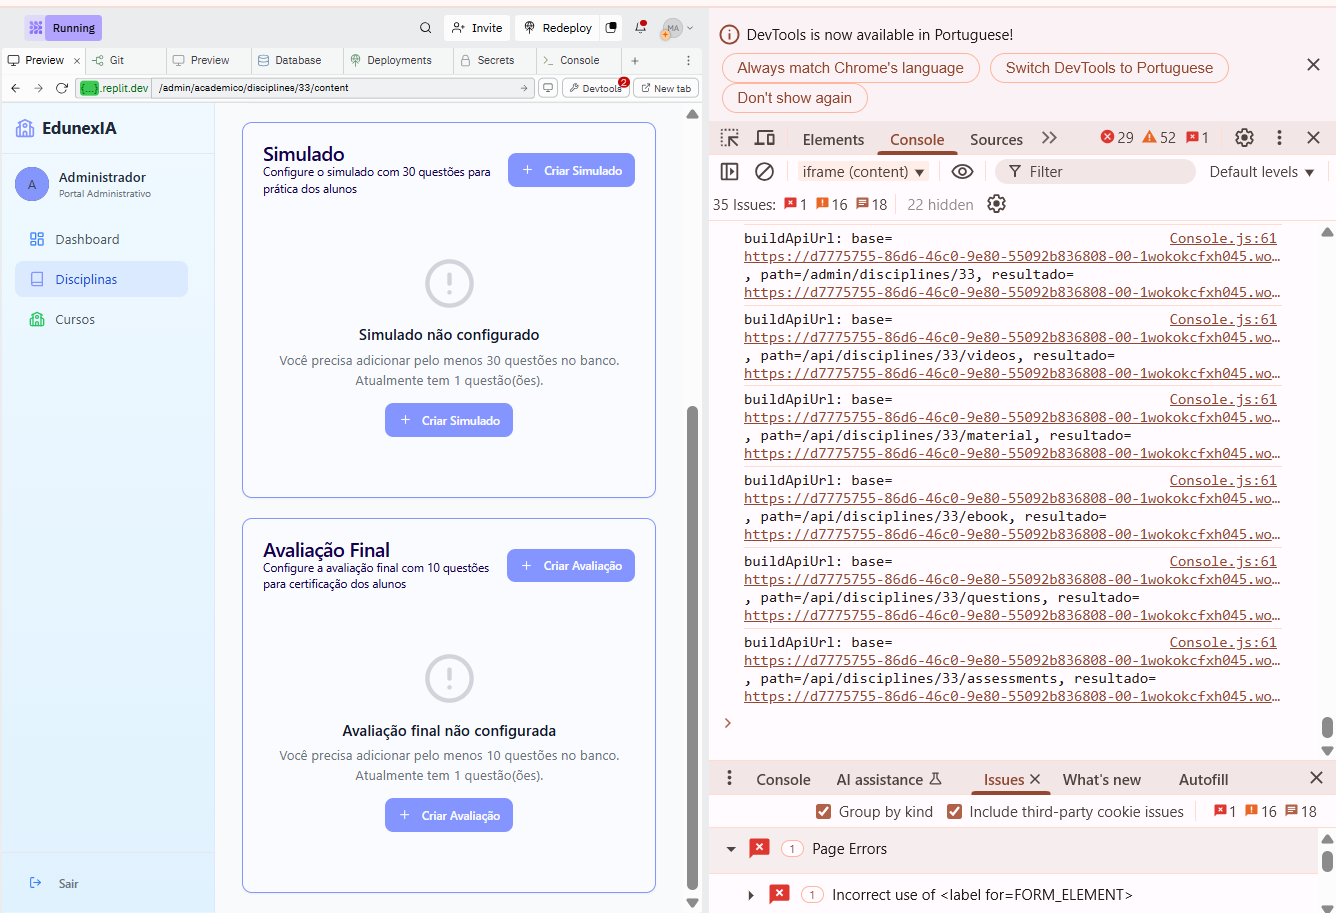 Running
Invite
Redeploy
MA
Preview
Git
Preview
Database
Deployments
Secrets
Console
.replit.dev
/admin/academico/disciplines/33/content
Devtools
2
New tab
EdunexIA
A
Administrador
Portal Administrativo
Dashboard
Disciplinas
Cursos
Sair
Simulado
Configure o simulado com 30 questões para
prática dos alunos
+ Criar Simulado
Simulado não configurado
Você precisa adicionar pelo menos 30 questões no banco.
Atualmente tem 1 questão(ões).
+ Criar Simulado
Avaliação Final
Configure a avaliação final com 10 questões
para certificação dos alunos
+ Criar Avaliação
Avaliação final não configurada
Você precisa adicionar pelo menos 10 questões no banco.
Atualmente tem 1 questão(ões).
+ Criar Avaliação
DevTools is now available in Portuguese!
Always match Chrome's language
Switch DevTools to Portuguese
Don't show again
Elements
Console
Sources
29
52
1
iframe (content)
Filter
Default levels
35 Issues:
1
16
18
22 hidden
buildApiUrl: base=
Console.js:61
https://d7775755-86d6-46c0-9e80-55092b836808-00-1wokokcfxh045.wo…
, path=/admin/disciplines/33, resultado=
https://d7775755-86d6-46c0-9e80-55092b836808-00-1wokokcfxh045.wo…
buildApiUrl: base=
Console.js:61
https://d7775755-86d6-46c0-9e80-55092b836808-00-1wokokcfxh045.wo…
, path=/api/disciplines/33/videos, resultado=
https://d7775755-86d6-46c0-9e80-55092b836808-00-1wokokcfxh045.wo…
buildApiUrl: base=
Console.js:61
https://d7775755-86d6-46c0-9e80-55092b836808-00-1wokokcfxh045.wo…
, path=/api/disciplines/33/material, resultado=
https://d7775755-86d6-46c0-9e80-55092b836808-00-1wokokcfxh045.wo…
buildApiUrl: base=
Console.js:61
https://d7775755-86d6-46c0-9e80-55092b836808-00-1wokokcfxh045.wo…
, path=/api/disciplines/33/ebook, resultado=
https://d7775755-86d6-46c0-9e80-55092b836808-00-1wokokcfxh045.wo…
buildApiUrl: base=
Console.js:61
https://d7775755-86d6-46c0-9e80-55092b836808-00-1wokokcfxh045.wo…
, path=/api/disciplines/33/questions, resultado=
https://d7775755-86d6-46c0-9e80-55092b836808-00-1wokokcfxh045.wo…
buildApiUrl: base=
Console.js:61
https://d7775755-86d6-46c0-9e80-55092b836808-00-1wokokcfxh045.wo…
, path=/api/disciplines/33/assessments, resultado=
https://d7775755-86d6-46c0-9e80-55092b836808-00-1wokokcfxh045.wo…
Console
AI assistance
Issues
What's new
Autofill
Group by kind
Include third-party cookie issues
1
16
18
1
Page Errors
1
Incorrect use of <label for=FORM_ELEMENT>